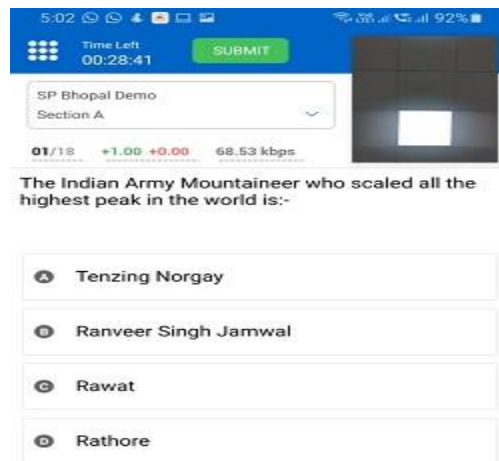 5:02 92%
Time Left
00:28:41
SUBMIT
SP Bhopal Demo
Section A
01/18 +1.00 +0.00 68.53 kbps
The Indian Army Mountaineer who scaled all the
highest peak in the world is:-
A Tenzing Norgay
B Ranveer Singh Jamwal
C Rawat
D Rathore